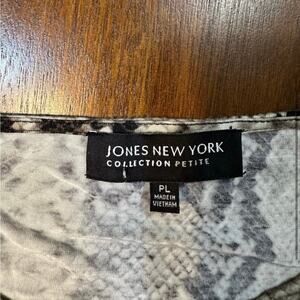 JONES NEW YORK
COLLECTION PETITE
PL
MADE IN
VIETNAM